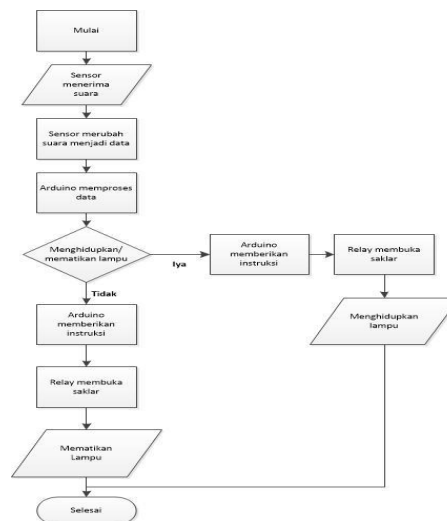 Mulai
Sensor
menerima
suara
Sensor merubah
suara menjadi data
Arduino memproses
data
Menghidupkan/
mematikan lampu
Iya
Arduino
memberikan
instruksi
Relay membuka
saklar
Menghidupkan
lampu
Tidak
Arduino
memberikan
instruksi
Relay membuka
saklar
Mematikan
Lampu
Selesai